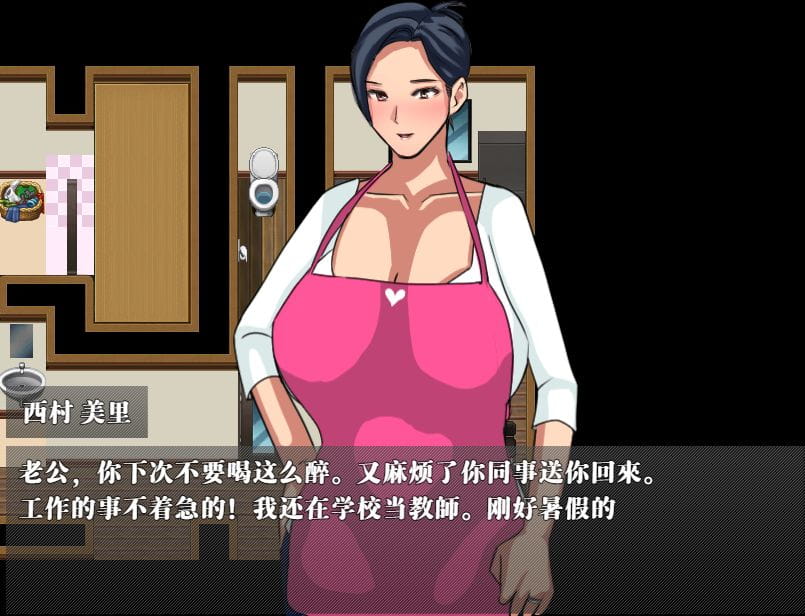 西村 美里
老公，你下次不要喝这么醉。又麻烦了你同事送你回來。
工作的事不着急的！我还在学校当教師。刚好暑假的